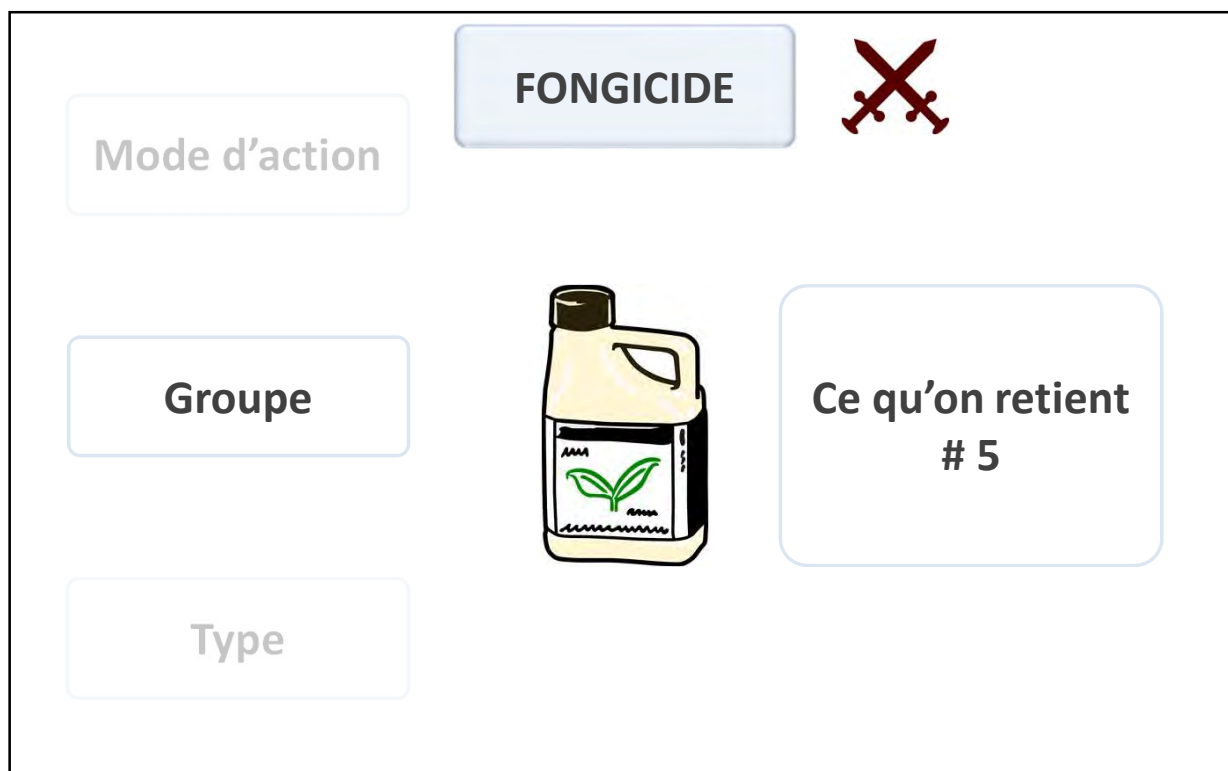 FONGICIDE
Mode d’action
Groupe
Ce qu’on retient
# 5
Type